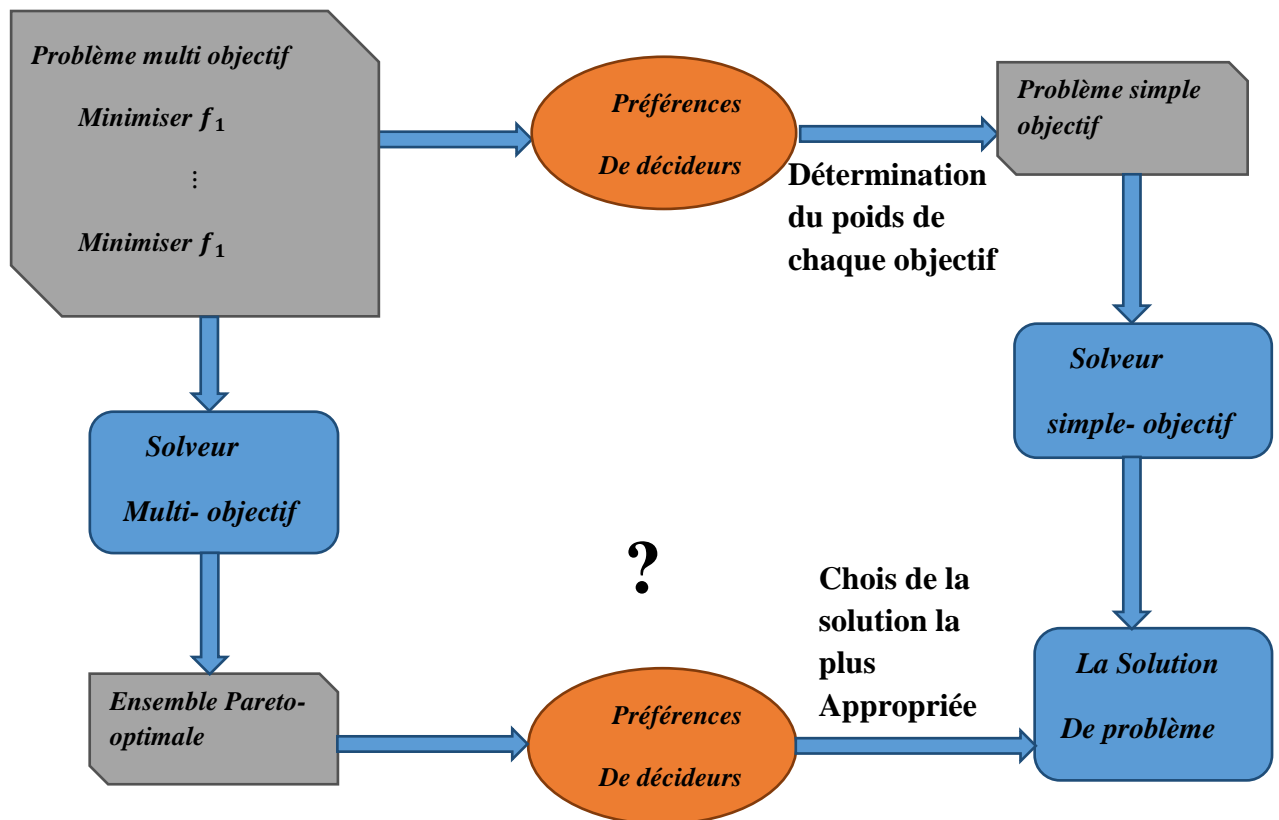 Problème multi objectif
Minimiser f₁
⋮
Minimiser f₁
Préférences
De décideurs
Détermination
du poids de
chaque objectif
Problème simple
objectif
Solveur
simple- objectif
Solveur
Multi- objectif
?
Ensemble Pareto-
optimale
Préférences
De décideurs
Chois de la
solution la
plus
Appropriée
La Solution
De problème